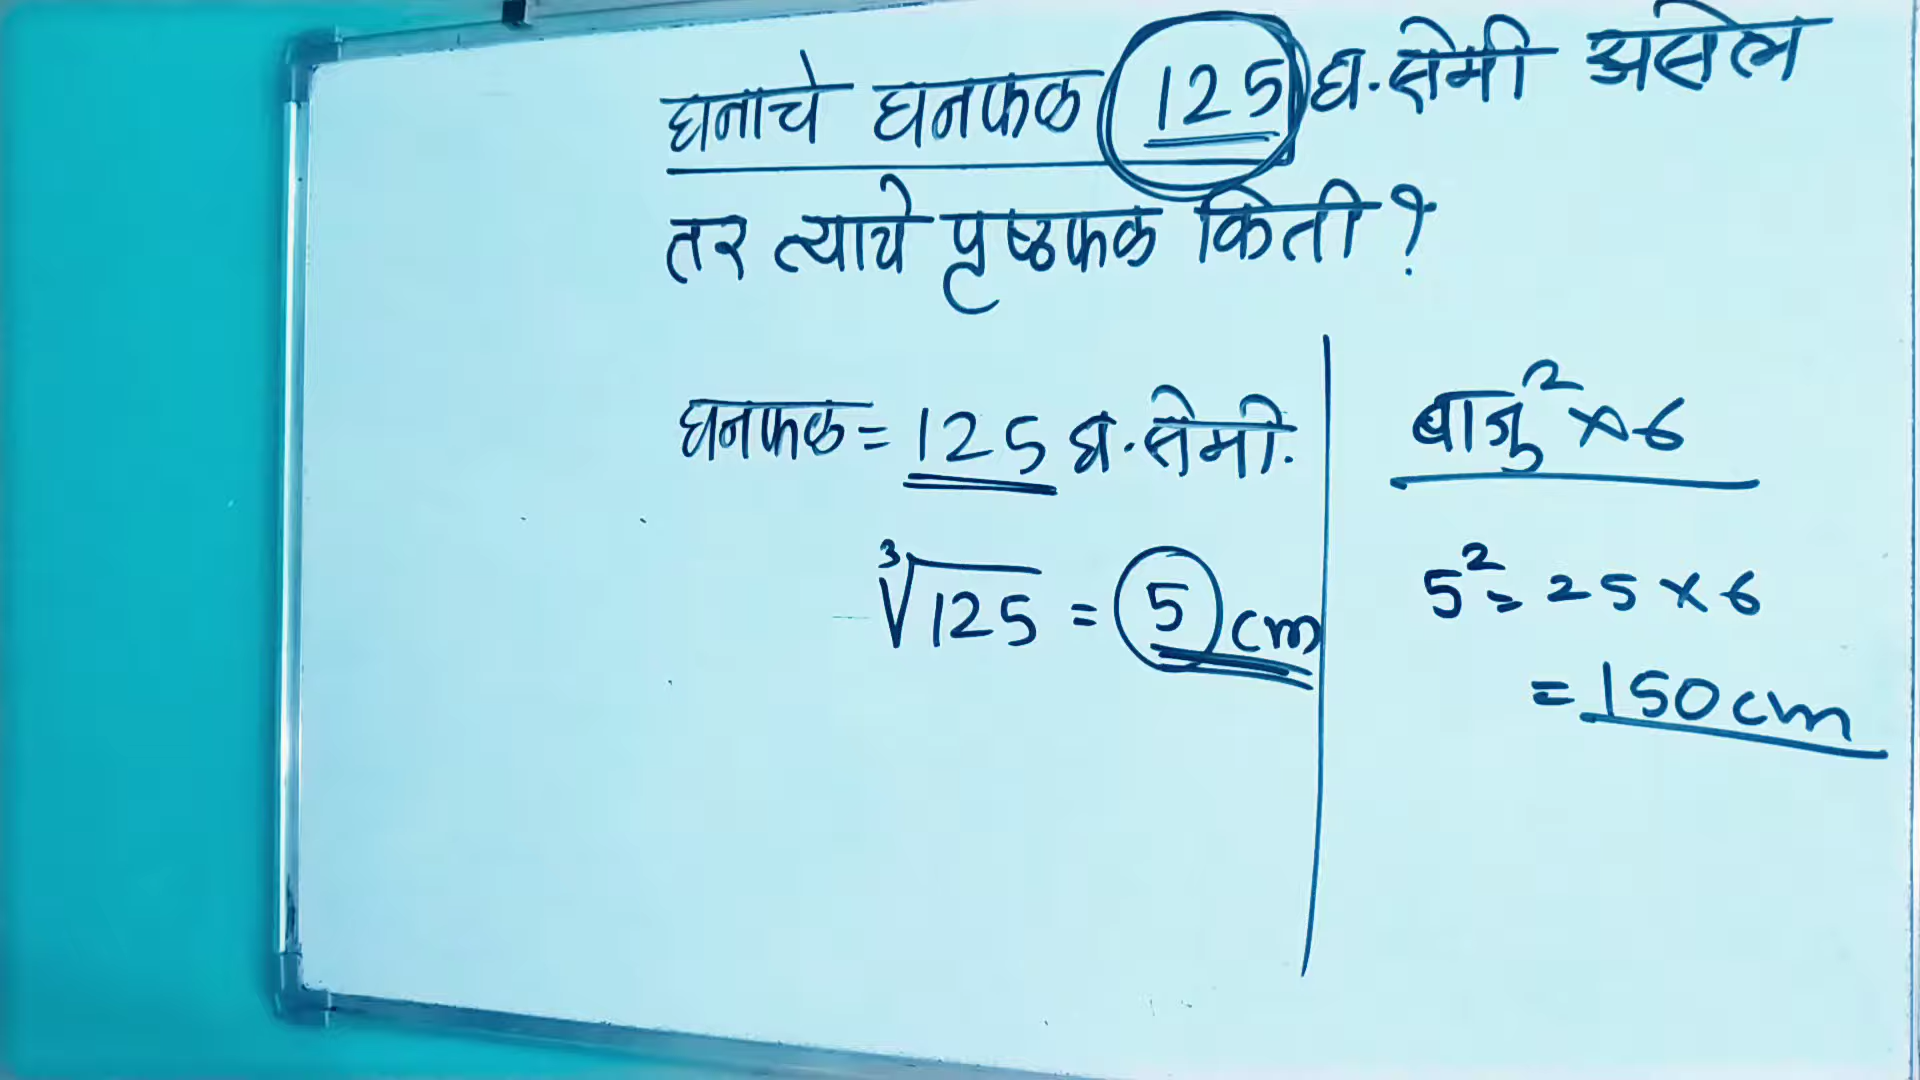 घनाचे घनफळ 125 घ.सेमी असेल
तर त्याचे पृष्ठफळ किती?
घनफळ = 125 घ.सेमी.
∛125 = 5 cm
बाजु² × 6
5² = 25 × 6
= 150 cm